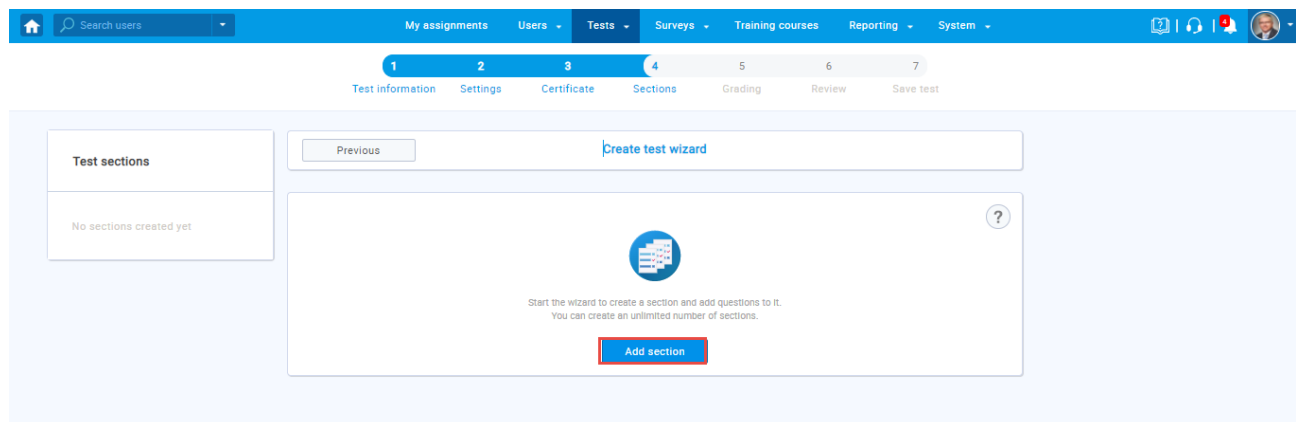 Search users
My assignments Users Tests Surveys Training courses Reporting System
4
1 2 3 4 5 6 7
Test information Settings Certificate Sections Grading Review Save test
Test sections
No sections created yet
Previous
Create test wizard
?
Start the wizard to create a section and add questions to it.
You can create an unlimited number of sections.
Add section